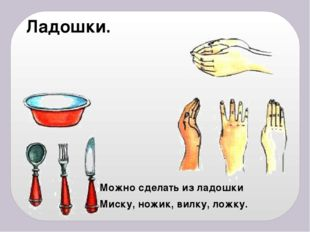 Ладошки.
Можно сделать из ладошки
Миску, ножик, вилку, ложку.